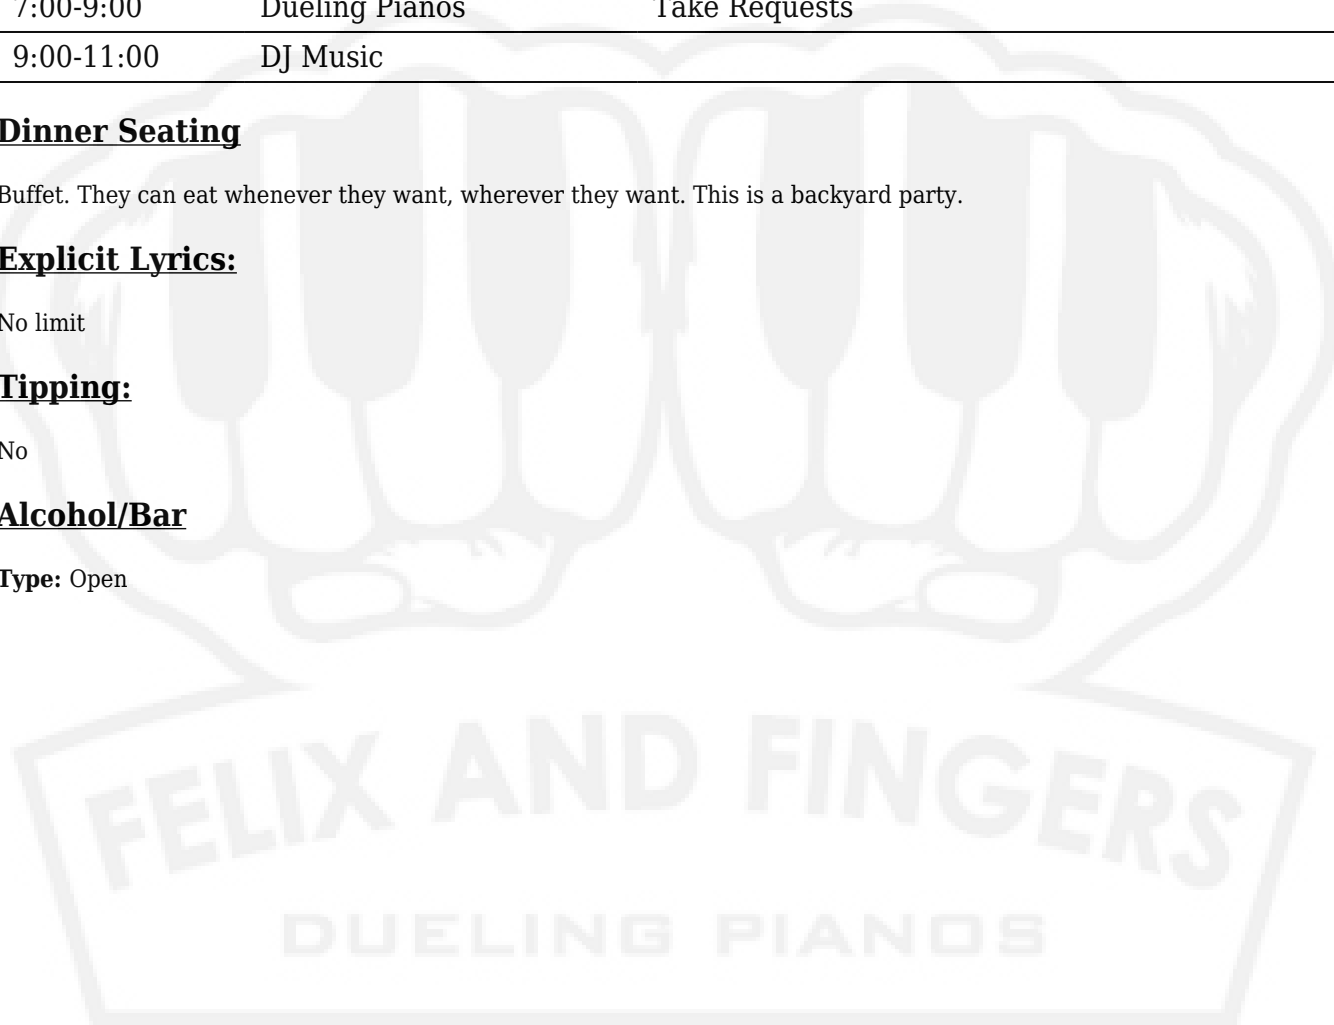 7:00-9:00 Dueling Pianos Take Requests
9:00-11:00 DJ Music
Dinner Seating
Buffet. They can eat whenever they want, wherever they want. This is a backyard party.
Explicit Lyrics:
No limit
Tipping:
No
Alcohol/Bar
Type: Open
FELIX AND FINGERS
DUELING PIANOS